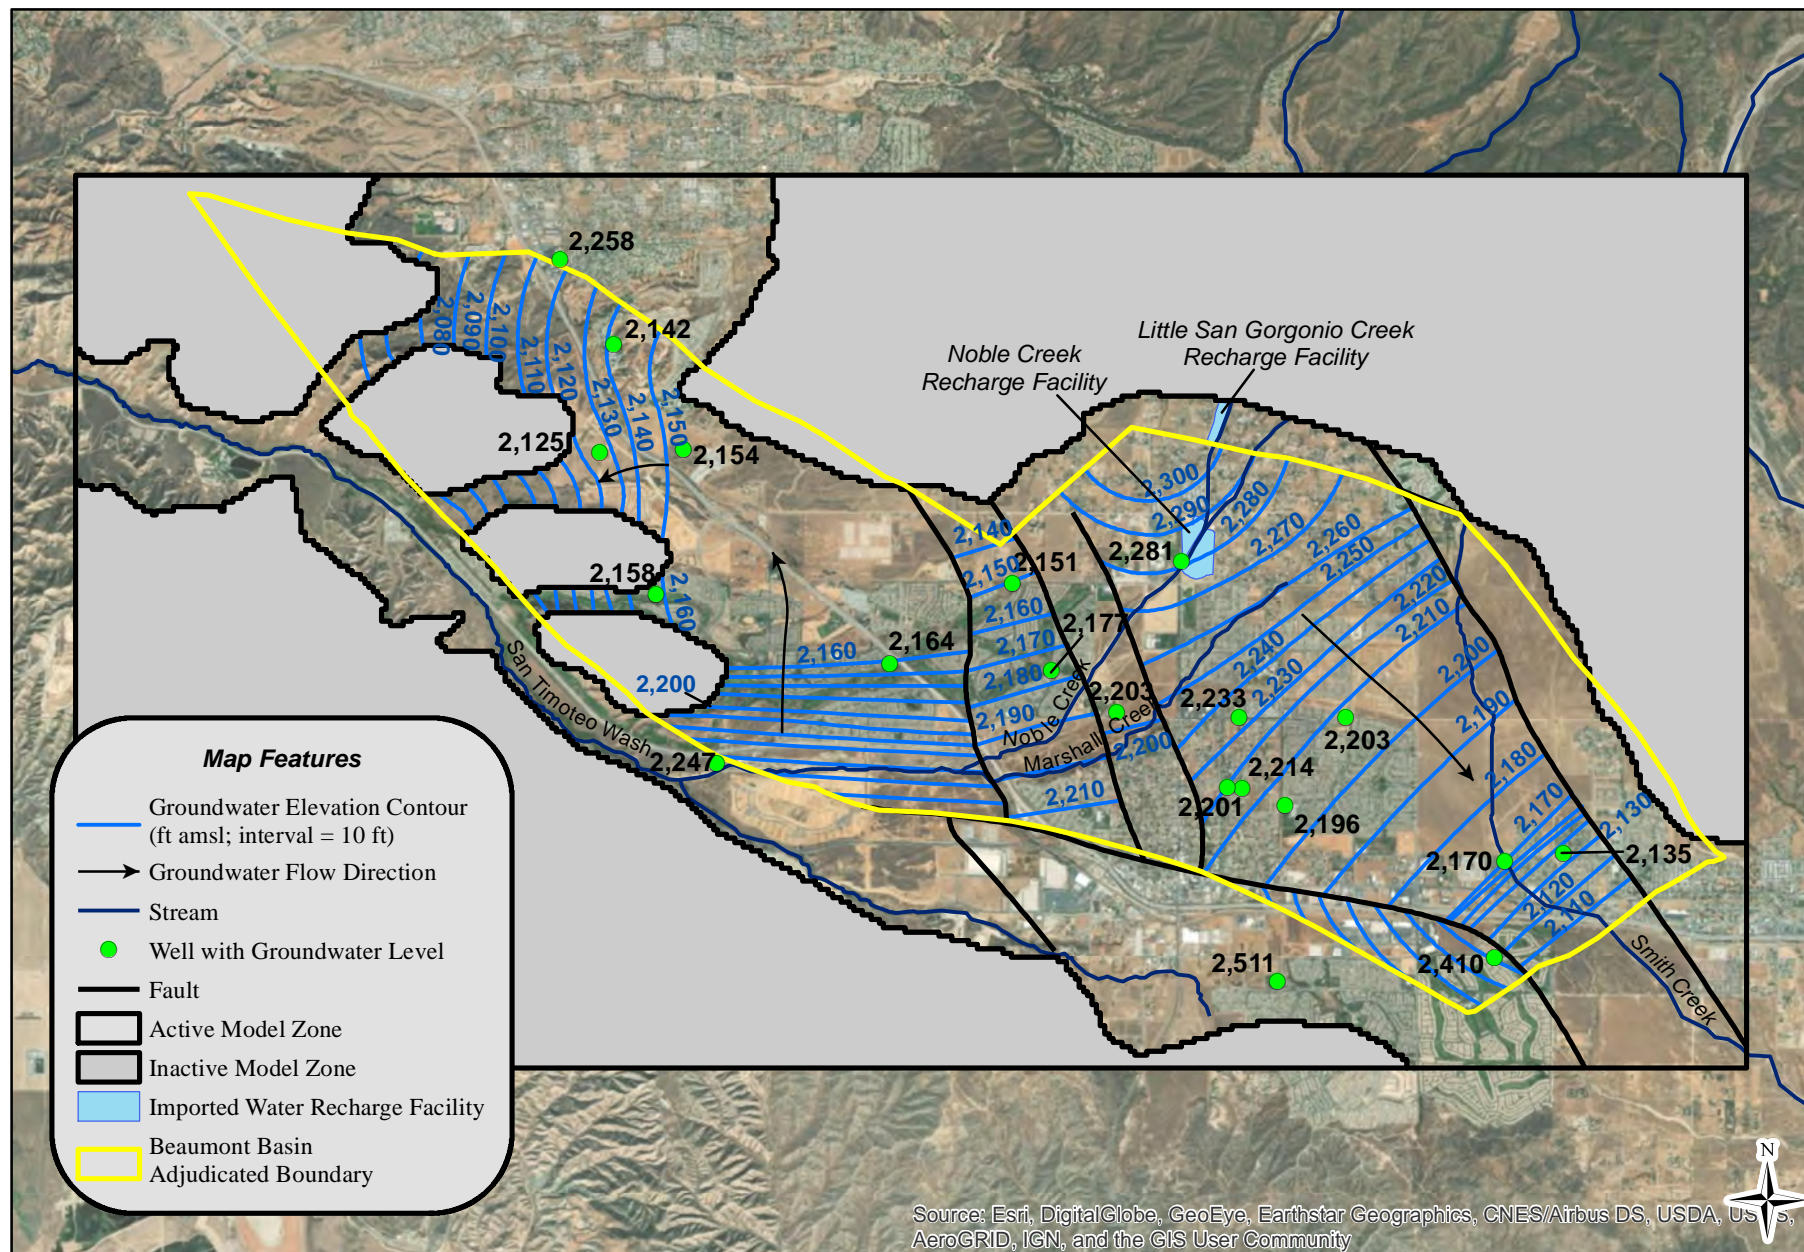 2,258
2,142
2,080
2,090
2,100
2,110
2,120
2,130
2,140
2,150
2,125
2,154
Little San Gorgonio Creek
Recharge Facility
Noble Creek
Recharge Facility
2,300
2,290
2,280
2,270
2,260
2,250
2,140
2,150
2,151
2,281
2,220
2,210
2,158
2,160
2,160
2,177
2,164
2,160
2,170
2,180
2,240
2,230
2,200
2,190
2,200
2,203
2,233
2,203
2,190
Noble Creek
Marshall Creek
2,200
San Timoteo Wash
2,247
2,210
2,214
2,201
2,196
2,180
2,170
2,130
2,170
2,135
2,120
2,110
2,511
2,410
Smith Creek
Map Features
Groundwater Elevation Contour
(ft amsl; interval = 10 ft)
Groundwater Flow Direction
Stream
Well with Groundwater Level
Fault
Active Model Zone
Inactive Model Zone
Imported Water Recharge Facility
Beaumont Basin
Adjudicated Boundary
N
Source: Esri, DigitalGlobe, GeoEye, Earthstar Geographics, CNES/Airbus DS, USDA,
AeroGRID, IGN, and the GIS User Community